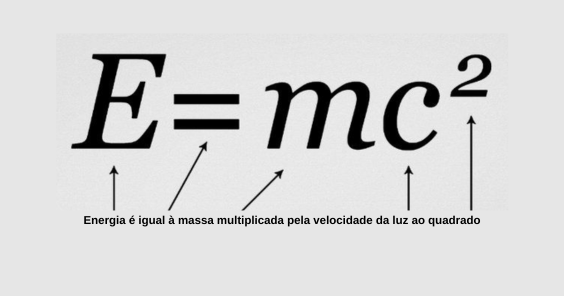 E=mc²
Energia é igual à massa multiplicada pela velocidade da luz ao quadrado